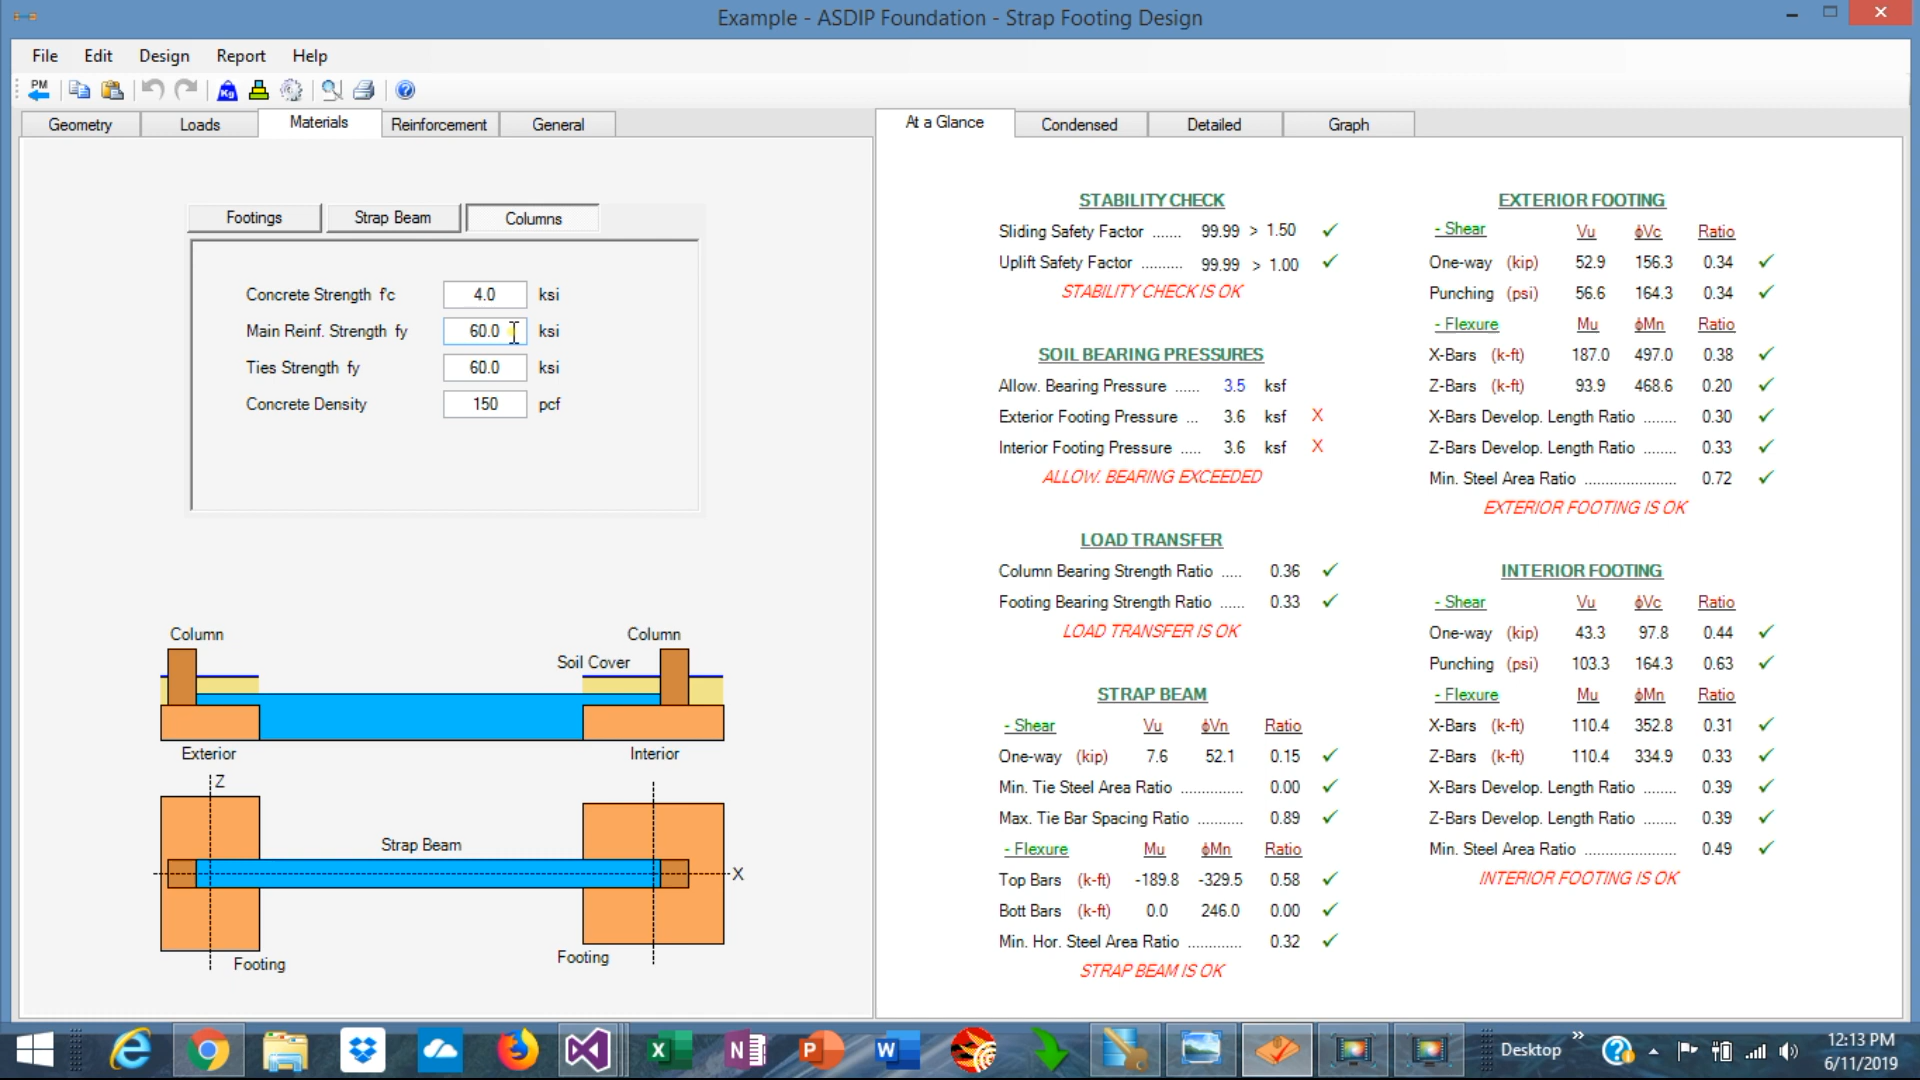 Example - ASDIP Foundation - Strap Footing Design
File Edit Design Report Help
PM Kg
Geometry Loads Materials Reinforcement General
At a Glance Condensed Detailed Graph
Footings Strap Beam Columns
Concrete Strength f'c 4.0 ksi
Main Reinf. Strength fy 60.0 ksi
Ties Strength fy 60.0 ksi
Concrete Density 150 pcf
Column Column
Soil Cover
Exterior Interior
Z
Strap Beam
X
Footing
Footing
STABILITY CHECK
Sliding Safety Factor ....... 99.99 > 1.50 ✓
Uplift Safety Factor .......... 99.99 > 1.00 ✓
STABILITY CHECK IS OK
SOIL BEARING PRESSURES
Allow. Bearing Pressure ...... 3.5 ksf
Exterior Footing Pressure ... 3.6 ksf X
Interior Footing Pressure ..... 3.6 ksf X
ALLOW. BEARING EXCEEDED
LOAD TRANSFER
Column Bearing Strength Ratio ..... 0.36 ✓
Footing Bearing Strength Ratio ...... 0.33 ✓
LOAD TRANSFER IS OK
STRAP BEAM
- Shear Vu ϕVn Ratio
One-way (kip) 7.6 52.1 0.15 ✓
Min. Tie Steel Area Ratio .............. 0.00 ✓
Max. Tie Bar Spacing Ratio ........... 0.89 ✓
- Flexure Mu ϕMn Ratio
Top Bars (k-ft) -189.8 -329.5 0.58 ✓
Bott Bars (k-ft) 0.0 246.0 0.00 ✓
Min. Hor. Steel Area Ratio ............ 0.32 ✓
STRAP BEAM IS OK
EXTERIOR FOOTING
- Shear Vu ϕVc Ratio
One-way (kip) 52.9 156.3 0.34 ✓
Punching (psi) 56.6 164.3 0.34 ✓
- Flexure Mu ϕMn Ratio
X-Bars (k-ft) 187.0 497.0 0.38 ✓
Z-Bars (k-ft) 93.9 468.6 0.20 ✓
X-Bars Develop. Length Ratio ........ 0.30 ✓
Z-Bars Develop. Length Ratio ........ 0.33 ✓
Min. Steel Area Ratio ...................... 0.72 ✓
EXTERIOR FOOTING IS OK
INTERIOR FOOTING
- Shear Vu ϕVc Ratio
One-way (kip) 43.3 97.8 0.44 ✓
Punching (psi) 103.3 164.3 0.63 ✓
- Flexure Mu ϕMn Ratio
X-Bars (k-ft) 110.4 352.8 0.31 ✓
Z-Bars (k-ft) 110.4 334.9 0.33 ✓
X-Bars Develop. Length Ratio ........ 0.39 ✓
Z-Bars Develop. Length Ratio ........ 0.39 ✓
Min. Steel Area Ratio ...................... 0.49 ✓
INTERIOR FOOTING IS OK
Desktop
12:13 PM
6/11/2019